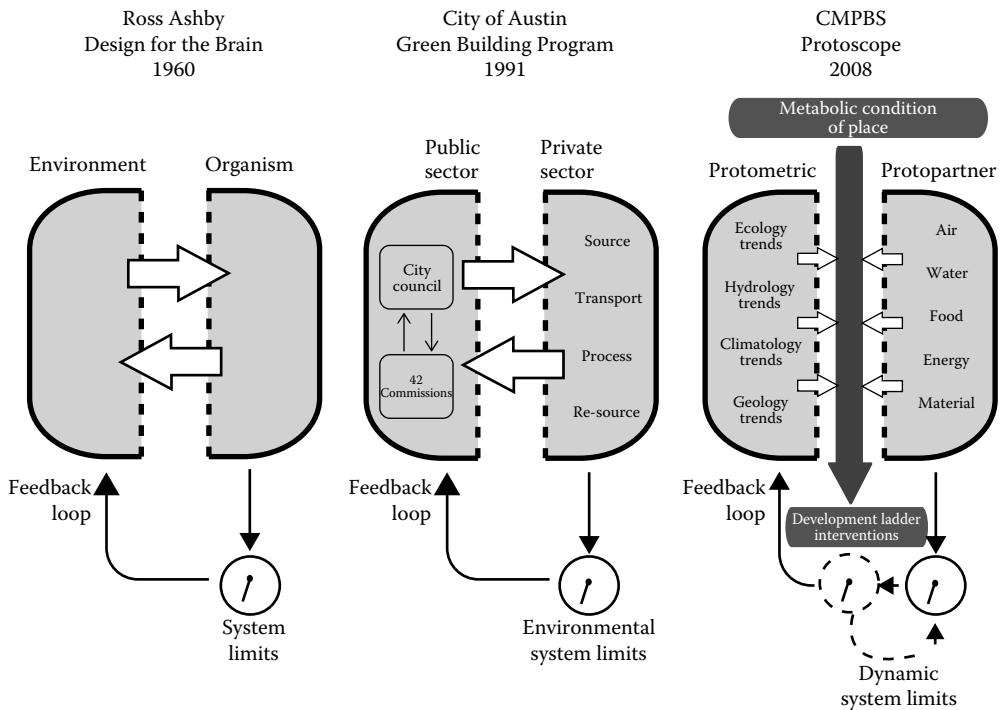 Ross Ashby
Design for the Brain
1960
Environment
Organism
Feedback
loop
System
limits
City of Austin
Green Building Program
1991
Public
sector
Private
sector
City
council
42
Commissions
Source
Transport
Process
Re-source
Feedback
loop
Environmental
system limits
CMPBS
Protoscope
2008
Metabolic condition
of place
Protometric
Protopartner
Ecology
trends
Hydrology
trends
Climatology
trends
Geology
trends
Air
Water
Food
Energy
Material
Feedback
loop
Development ladder
interventions
Dynamic
system limits